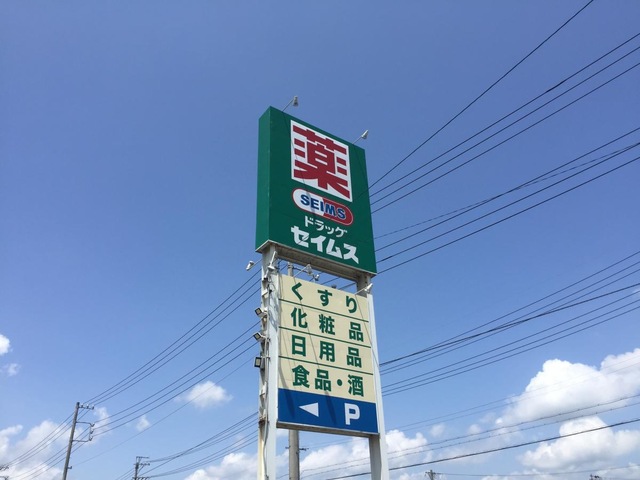 薬
SEIMS
ドラッグ
セイムス
くすり
化粧品
日用品
食品・酒
◁ P